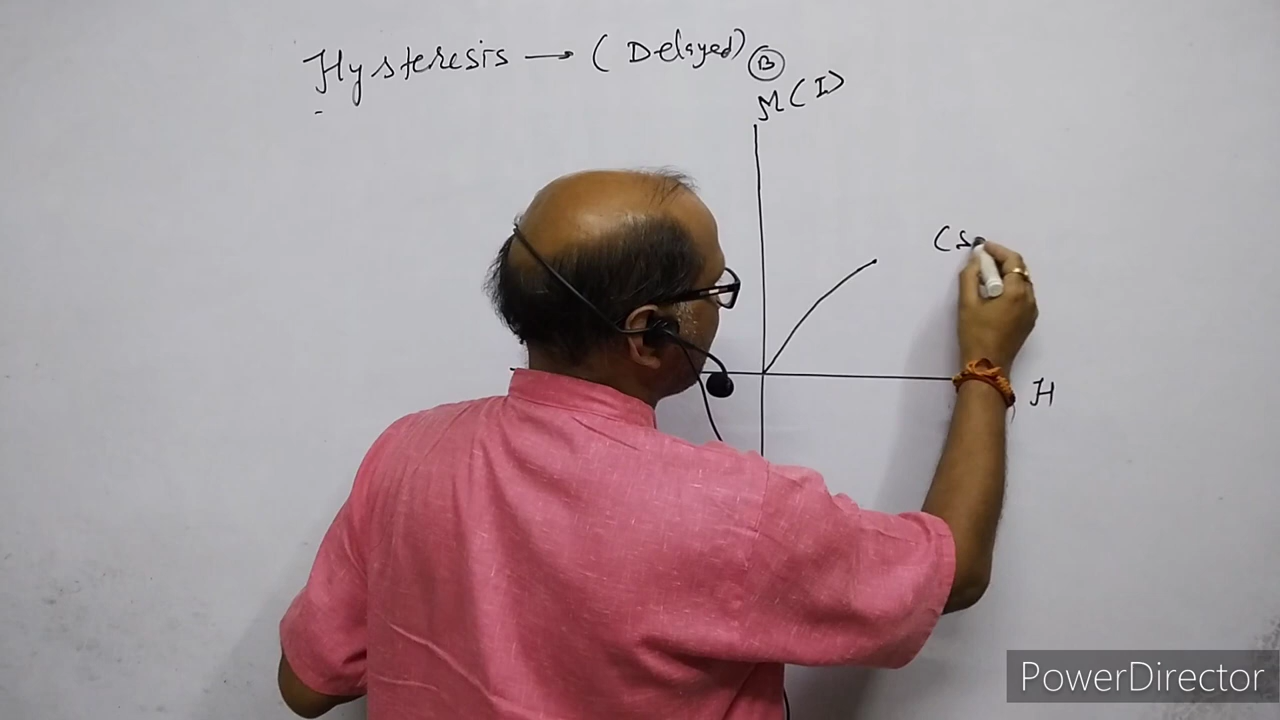 Hysteresis → (Delayed) B
M(I)
(S
H
PowerDirector